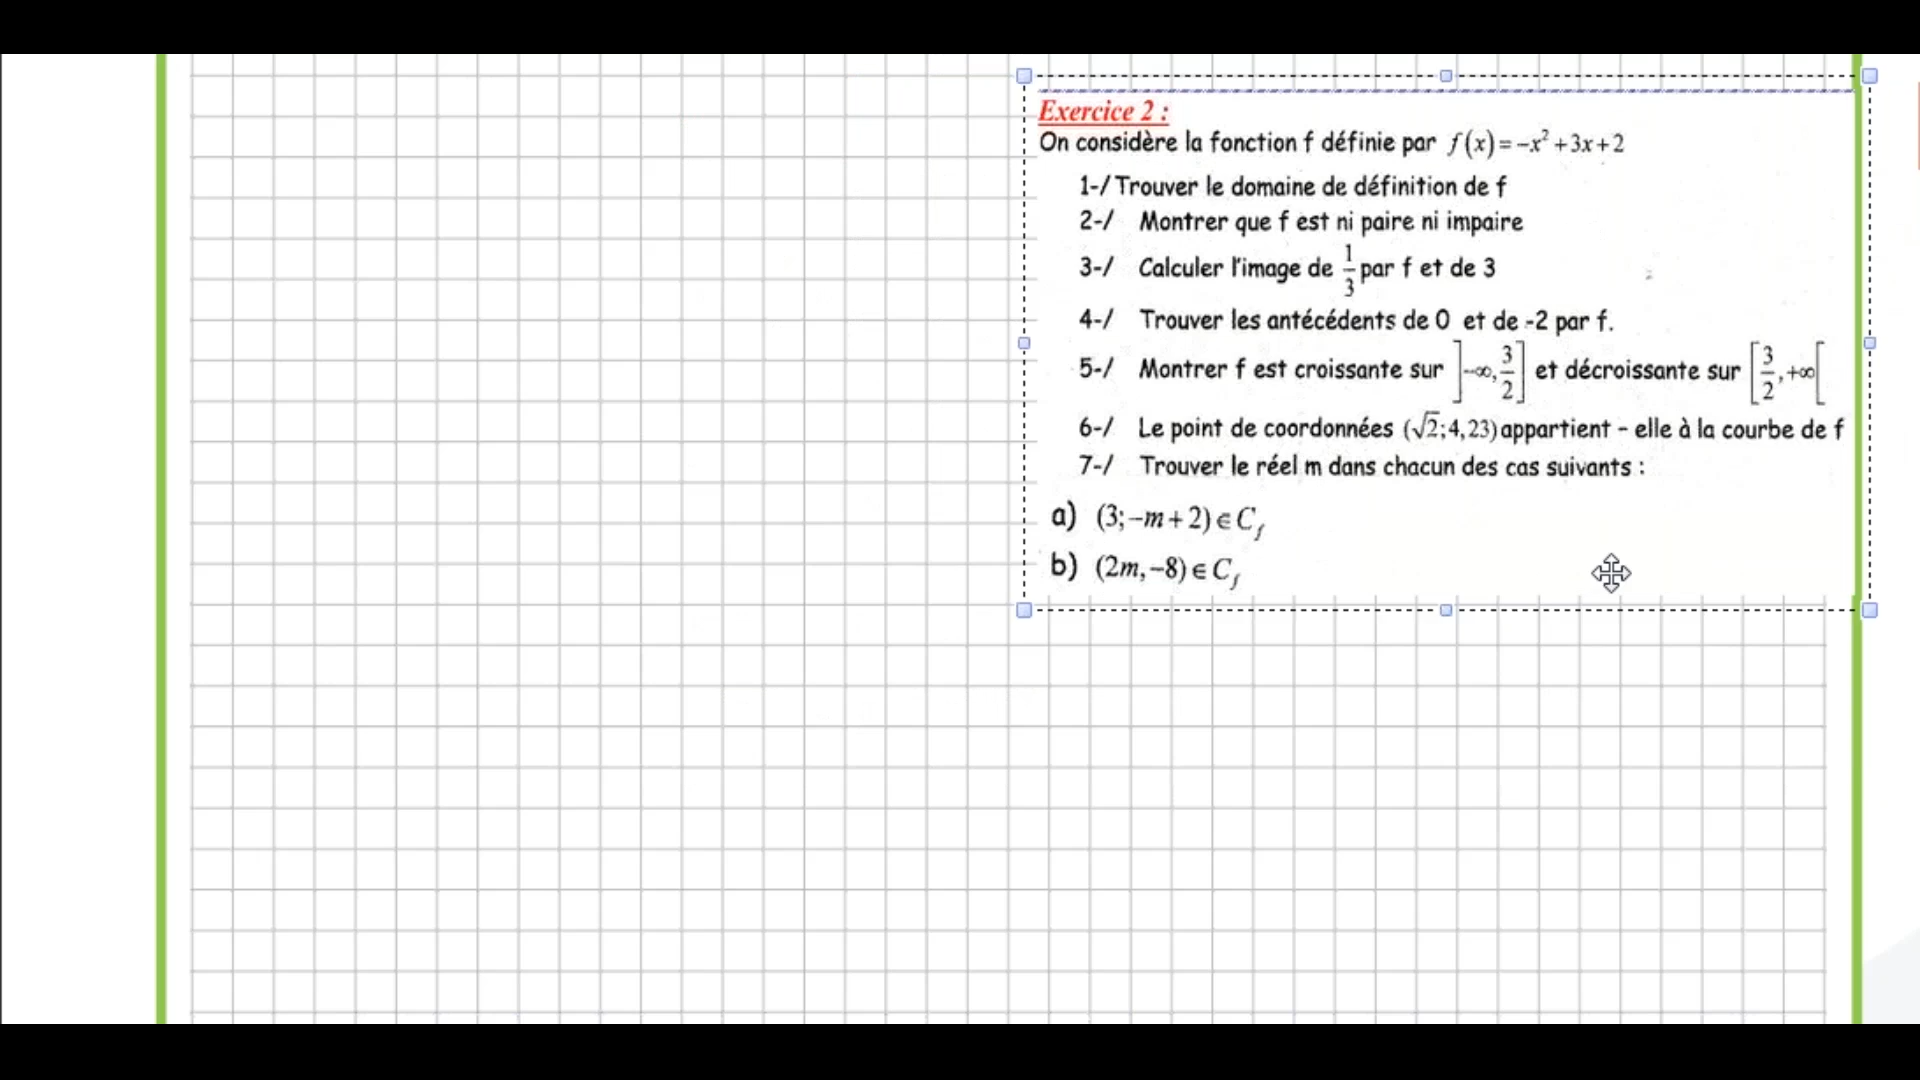 Exercice 2 :
On considère la fonction f définie par f(x)=-x²+3x+2
1-/ Trouver le domaine de définition de f
2-/ Montrer que f est ni paire ni impaire
3-/ Calculer l'image de 1/3 par f et de 3
4-/ Trouver les antécédents de 0 et de -2 par f.
5-/ Montrer f est croissante sur ]-∞, 3/2] et décroissante sur [3/2, +∞[
6-/ Le point de coordonnées (√2; 4,23) appartient - elle à la courbe de f
7-/ Trouver le réel m dans chacun des cas suivants :
a) (3; -m+2) ∈ C_f
b) (2m, -8) ∈ C_f